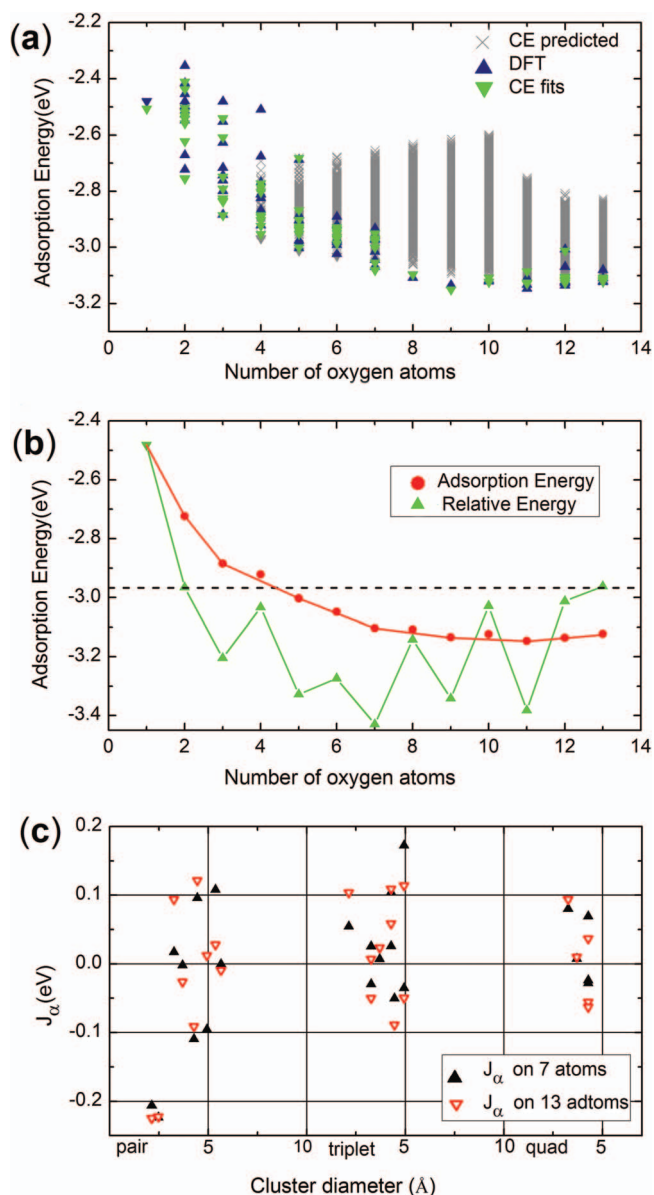 (a)
CE predicted
DFT
CE fits
-2.2
-2.4
-2.6
-2.8
-3.0
-3.2
Adsorption Energy(eV)
0 2 4 6 8 10 12 14
Number of oxygen atoms
(b)
Adsorption Energy
Relative Energy
-2.4
-2.6
-2.8
-3.0
-3.2
-3.4
Adsorption Energy(eV)
0 2 4 6 8 10 12 14
Number of oxygen atoms
(c)
0.2
0.1
0.0
-0.1
-0.2
Jα(eV)
Jα on 7 atoms
Jα on 13 adtoms
pair 5 10 triplet 5 10 quad 5
Cluster diameter (Å)